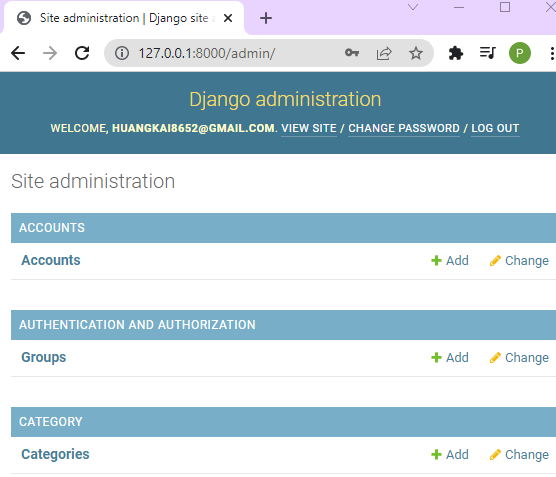 Site administration | Django site a
127.0.0.1:8000/admin/
P
Django administration
WELCOME, HUANGKAI8652@GMAIL.COM. VIEW SITE / CHANGE PASSWORD / LOG OUT
Site administration
ACCOUNTS
Accounts Add Change
AUTHENTICATION AND AUTHORIZATION
Groups Add Change
CATEGORY
Categories Add Change